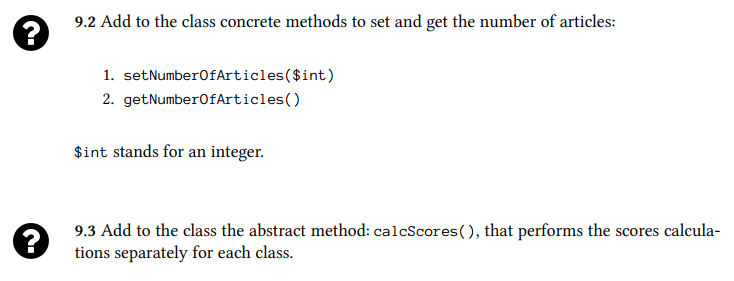 9.2 Add to the class concrete methods to set and get the number of articles:
1. setNumberOfArticles($int)
2. getNumberOfArticles()
$int stands for an integer.
9.3 Add to the class the abstract method: calcScores(), that performs the scores calcula-
tions separately for each class.